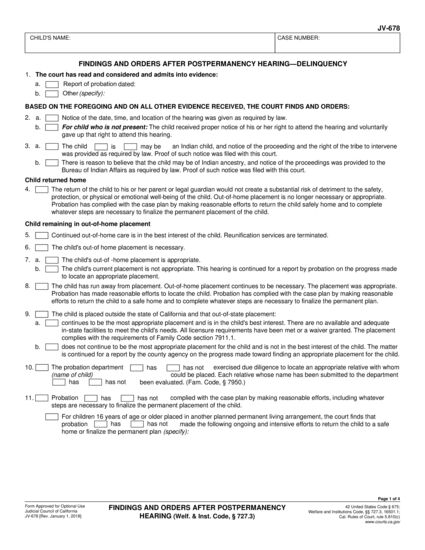 JV-678
CHILD'S NAME:
CASE NUMBER:
FINDINGS AND ORDERS AFTER POSTPERMANENCY HEARING—DELINQUENCY
1. The court has read and considered and admits into evidence:
a. Report of probation dated:
b. Other (specify):
BASED ON THE FOREGOING AND ON ALL OTHER EVIDENCE RECEIVED, THE COURT FINDS AND ORDERS:
2. a. Notice of the date, time, and location of the hearing was given as required by law.
b. For child who is not present: The child received proper notice of his or her right to attend the hearing and voluntarily
gave up that right to attend this hearing.
3. a. The child is may be an Indian child, and notice of the proceeding and the right of the tribe to intervene
was provided as required by law. Proof of such notice was filed with this court.
b. There is reason to believe that the child may be of Indian ancestry, and notice of the proceedings was provided to the
Bureau of Indian Affairs as required by law. Proof of such notice was filed with this court.
Child returned home
4. The return of the child to his or her parent or legal guardian would not create a substantial risk of detriment to the safety,
protection, or physical or emotional well-being of the child. Out-of-home placement is no longer necessary or appropriate.
Probation has complied with the case plan by making reasonable efforts to return the child safely home and to complete
whatever steps are necessary to finalize the permanent placement of the child.
Child remaining in out-of-home placement
5. Continued out-of-home care is in the best interest of the child. Reunification services are terminated.
6. The child's out-of home placement is necessary.
7. a. The child's out-of -home placement is appropriate.
b. The child's current placement is not appropriate. This hearing is continued for a report by probation on the progress made
to locate an appropriate placement.
8. The child has run away from placement. Out-of-home placement continues to be necessary. The placement was appropriate.
Probation has made reasonable efforts to locate the child. Probation has complied with the case plan by making reasonable
efforts to return the child to a safe home and to complete whatever steps are necessary to finalize the permanent plan.
9. The child is placed outside the state of California and that out-of-state placement:
a. continues to be the most appropriate placement and is in the child's best interest. There are no available and adequate
in-state facilities to meet the child's needs. All licensure requirements have been met or a waiver granted. The placement
complies with the requirements of Family Code section 7911.1.
b. does not continue to be the most appropriate placement for the child and is not in the best interest of the child. The matter
is continued for a report by the county agency on the progress made toward finding an appropriate placement for the child.
10. The probation department has has not exercised due diligence to locate an appropriate relative with whom
(name of child) could be placed. Each relative whose name has been submitted to the department
has has not been evaluated. (Fam. Code, § 7950.)
11. Probation has has not complied with the case plan by making reasonable efforts, including whatever
steps are necessary to finalize the permanent placement of the child.
For children 16 years of age or older placed in another planned permanent living arrangement, the court finds that
probation has has not made the following ongoing and intensive efforts to return the child to a safe
home or finalize the permanent plan (specify):
Page 1 of 4
Form Approved for Optional Use
Judicial Council of California
JV-678 [Rev. January 1, 2018]
FINDINGS AND ORDERS AFTER POSTPERMANENCY
HEARING (Welf. & Inst. Code, § 727.3)
42 United States Code § 675;
Welfare and Institutions Code, §§ 727.3, 16501.1;
Cal. Rules of Court, rule 5.810(c)
www.courts.ca.gov